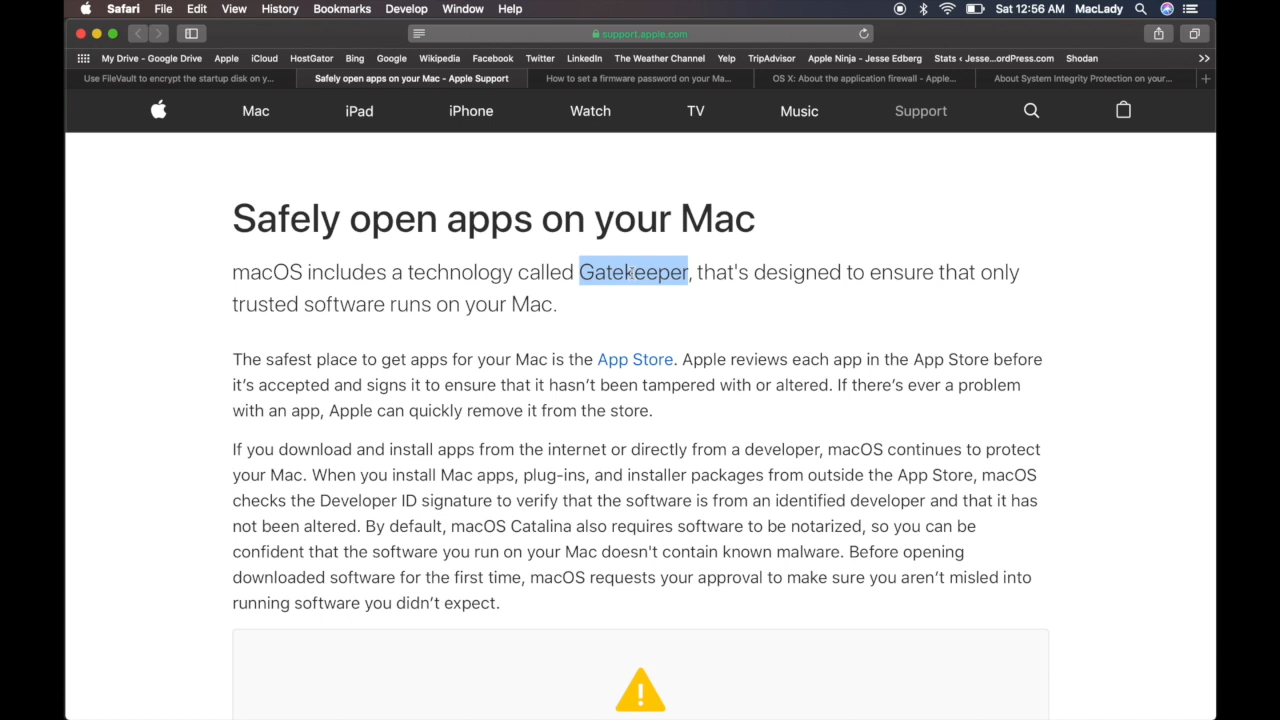 Safari File Edit View History Bookmarks Develop Window Help Sat 12:56 AM MacLady
support.apple.com
My Drive - Google Drive Apple iCloud HostGator Bing Google Wikipedia Facebook Twitter LinkedIn The Weather Channel Yelp TripAdvisor Apple Ninja - Jesse Edberg Stats ‹ Jesse...ordPress.com Shodan
Use FileVault to encrypt the startup disk on y... Safely open apps on your Mac - Apple Support How to set a firmware password on your Ma... OS X: About the application firewall - Apple... About System Integrity Protection on your...
Mac iPad iPhone Watch TV Music Support
Safely open apps on your Mac
macOS includes a technology called Gatekeeper, that's designed to ensure that only
trusted software runs on your Mac.
The safest place to get apps for your Mac is the App Store. Apple reviews each app in the App Store before
it’s accepted and signs it to ensure that it hasn’t been tampered with or altered. If there’s ever a problem
with an app, Apple can quickly remove it from the store.
If you download and install apps from the internet or directly from a developer, macOS continues to protect
your Mac. When you install Mac apps, plug-ins, and installer packages from outside the App Store, macOS
checks the Developer ID signature to verify that the software is from an identified developer and that it has
not been altered. By default, macOS Catalina also requires software to be notarized, so you can be
confident that the software you run on your Mac doesn't contain known malware. Before opening
downloaded software for the first time, macOS requests your approval to make sure you aren’t misled into
running software you didn’t expect.